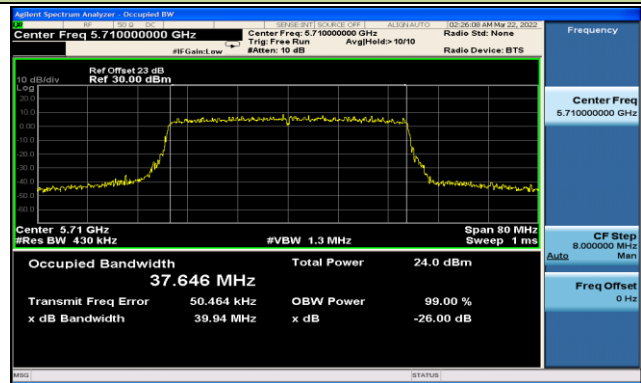 Agilent Spectrum Analyzer - Occupied BW
RF 50 Ω DC SENSE:INT SOURCE OFF ALIGNAUTO 02:26:08 AM Mar 22, 2022
Center Freq 5.710000000 GHz
Center Freq: 5.710000000 GHz
Radio Std: None
Trig: Free Run Avg|Hold:> 10/10
#IFGain:Low #Atten: 10 dB Radio Device: BTS
Ref Offset 23 dB
10 dB/div Ref 30.00 dBm
Log
20.0
10.0
0.00
-10.0
-20.0
-30.0
-40.0
-50.0
-60.0
Center 5.71 GHz Span 80 MHz
#Res BW 430 kHz #VBW 1.3 MHz Sweep 1 ms
Occupied Bandwidth Total Power 24.0 dBm
37.646 MHz
Transmit Freq Error 50.464 kHz OBW Power 99.00 %
x dB Bandwidth 39.94 MHz x dB -26.00 dB
MSG STATUS
Frequency
Center Freq
5.710000000 GHz
CF Step
8.000000 MHz
Auto Man
Freq Offset
0 Hz